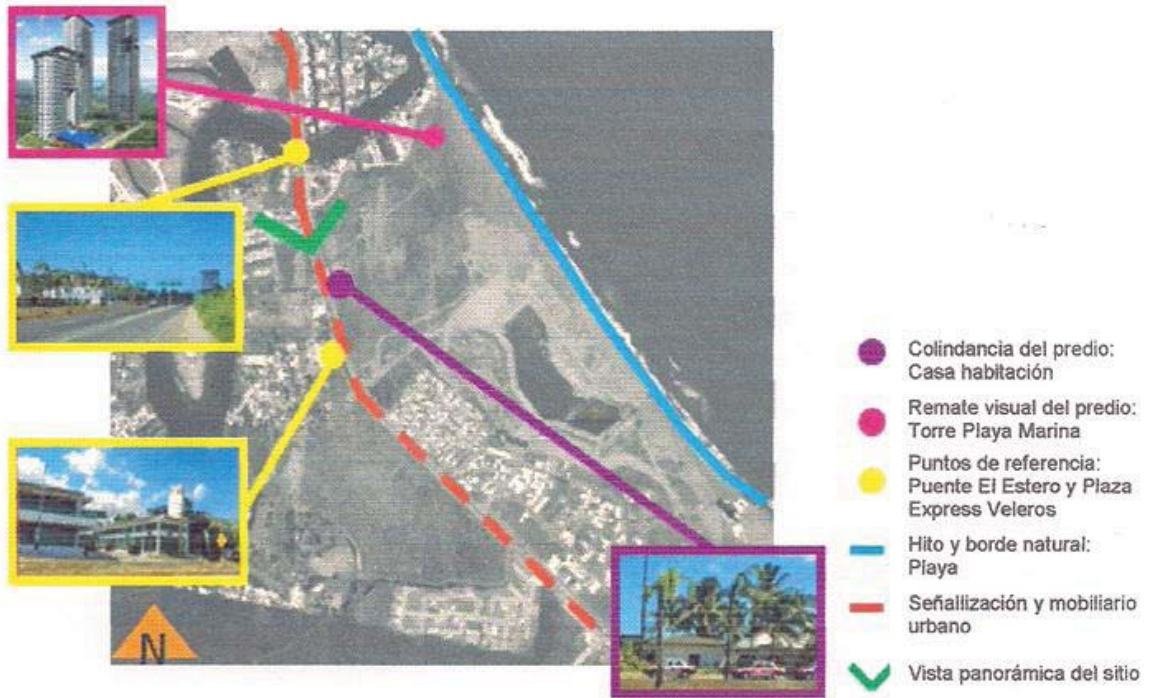 Colindancia del predio:
Casa habitación
Remate visual del predio:
Torre Playa Marina
Puntos de referencia:
Puente El Estero y Plaza
Express Veleros
Hito y borde natural:
Playa
Señallización y mobiliario
urbano
Vista panorámica del sitio
N